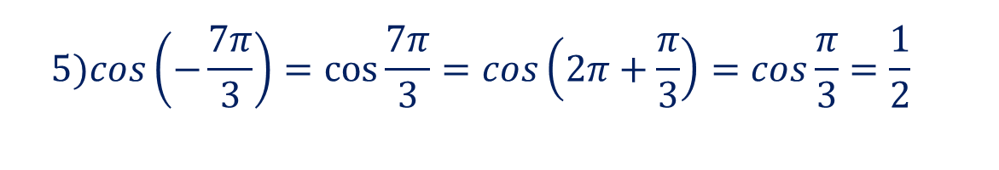 5)cos(−7π/3) = cos 7π/3 = cos(2π + π/3) = cos π/3 = 1/2